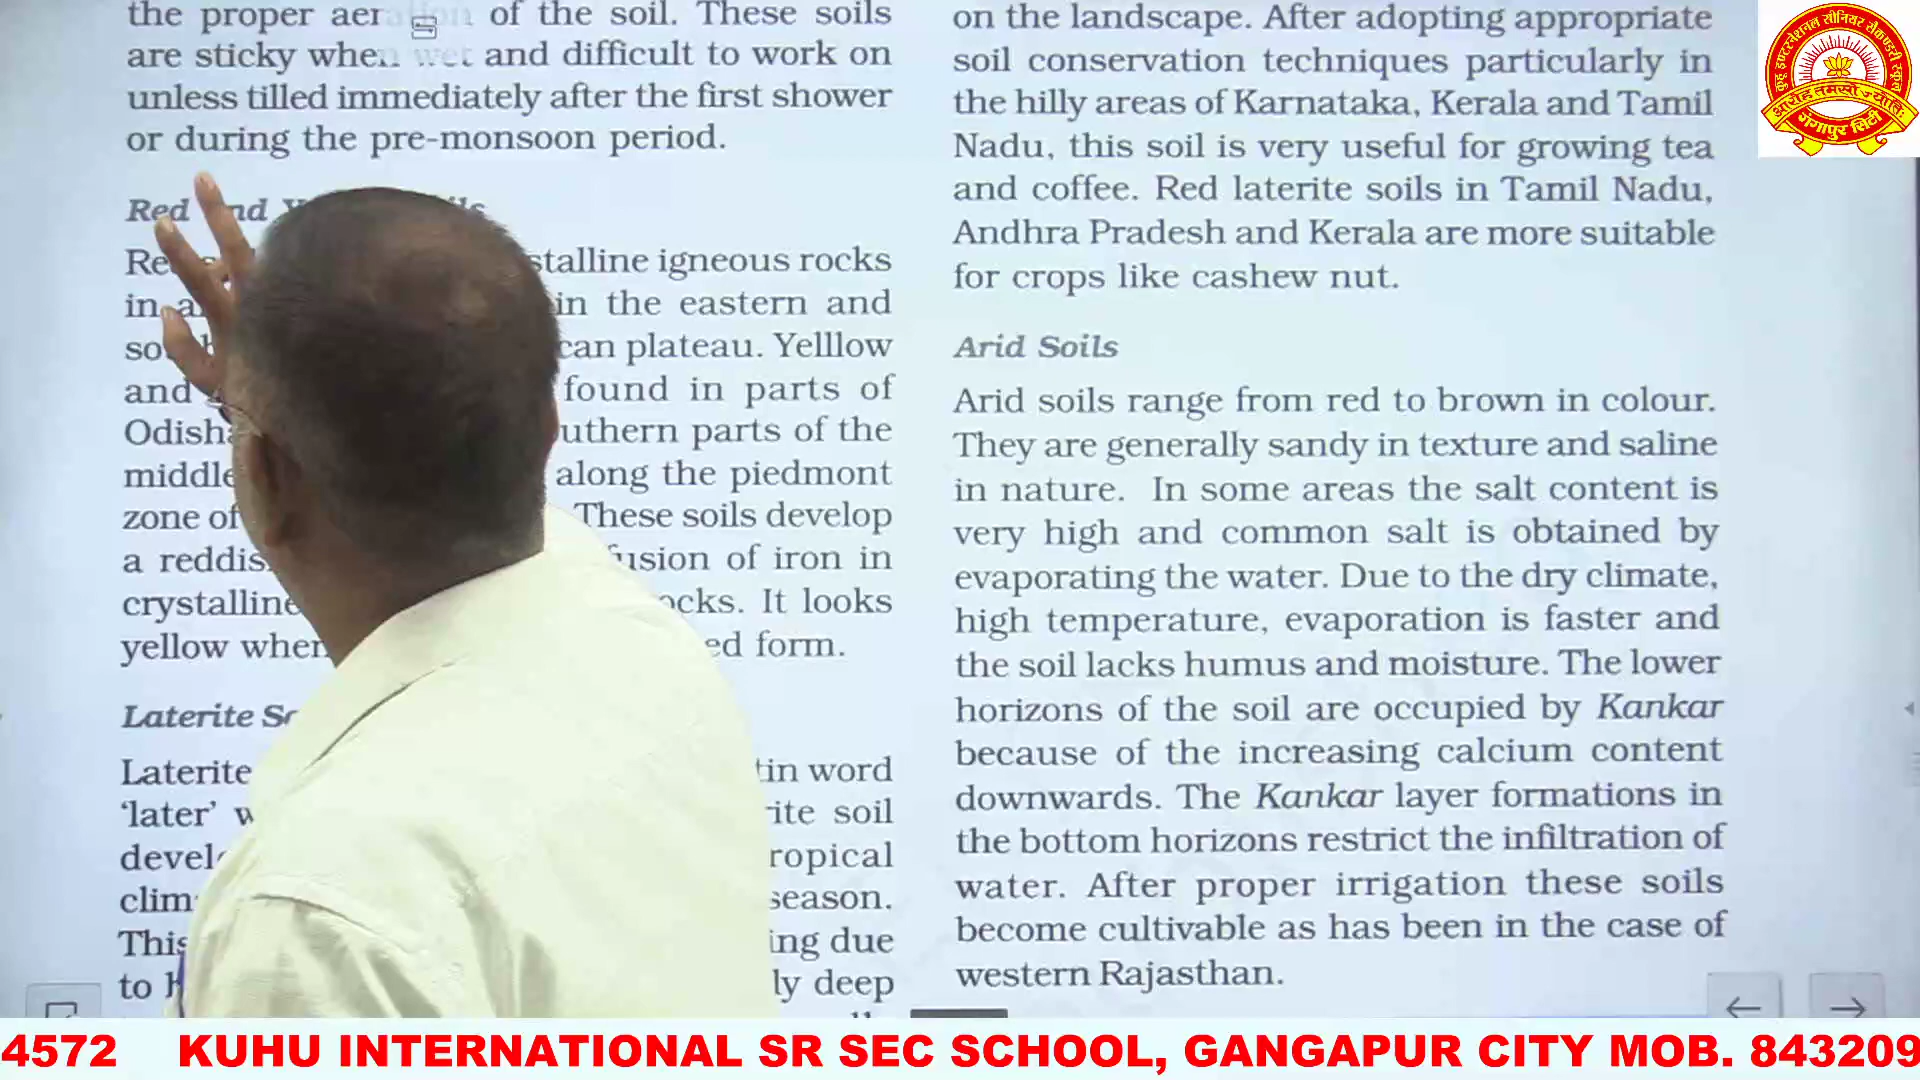 the proper aer of the soil. These soils
are sticky when wet and difficult to work on
unless tilled immediately after the first shower
or during the pre-monsoon period.
Red
stalline igneous rocks
in the eastern and
can plateau. Yelllow
and found in parts of
Odisha uthern parts of the
middle along the piedmont
zone of These soils develop
a reddis fusion of iron in
crystalline ocks. It looks
yellow when ed form.
Laterite
Laterite tin word
‘later’ w ite soil
develo ropical
clim season.
This ing due
to ly deep
on the landscape. After adopting appropriate
soil conservation techniques particularly in
the hilly areas of Karnataka, Kerala and Tamil
Nadu, this soil is very useful for growing tea
and coffee. Red laterite soils in Tamil Nadu,
Andhra Pradesh and Kerala are more suitable
for crops like cashew nut.
Arid Soils
Arid soils range from red to brown in colour.
They are generally sandy in texture and saline
in nature. In some areas the salt content is
very high and common salt is obtained by
evaporating the water. Due to the dry climate,
high temperature, evaporation is faster and
the soil lacks humus and moisture. The lower
horizons of the soil are occupied by Kankar
because of the increasing calcium content
downwards. The Kankar layer formations in
the bottom horizons restrict the infiltration of
water. After proper irrigation these soils
become cultivable as has been in the case of
western Rajasthan.
कुहू इण्टरनेशनल सीनियर सैकण्डरी स्कूल
आरोह तमसो ज्योतिः
गंगापुर सिटी
4572 KUHU INTERNATIONAL SR SEC SCHOOL, GANGAPUR CITY MOB. 843209